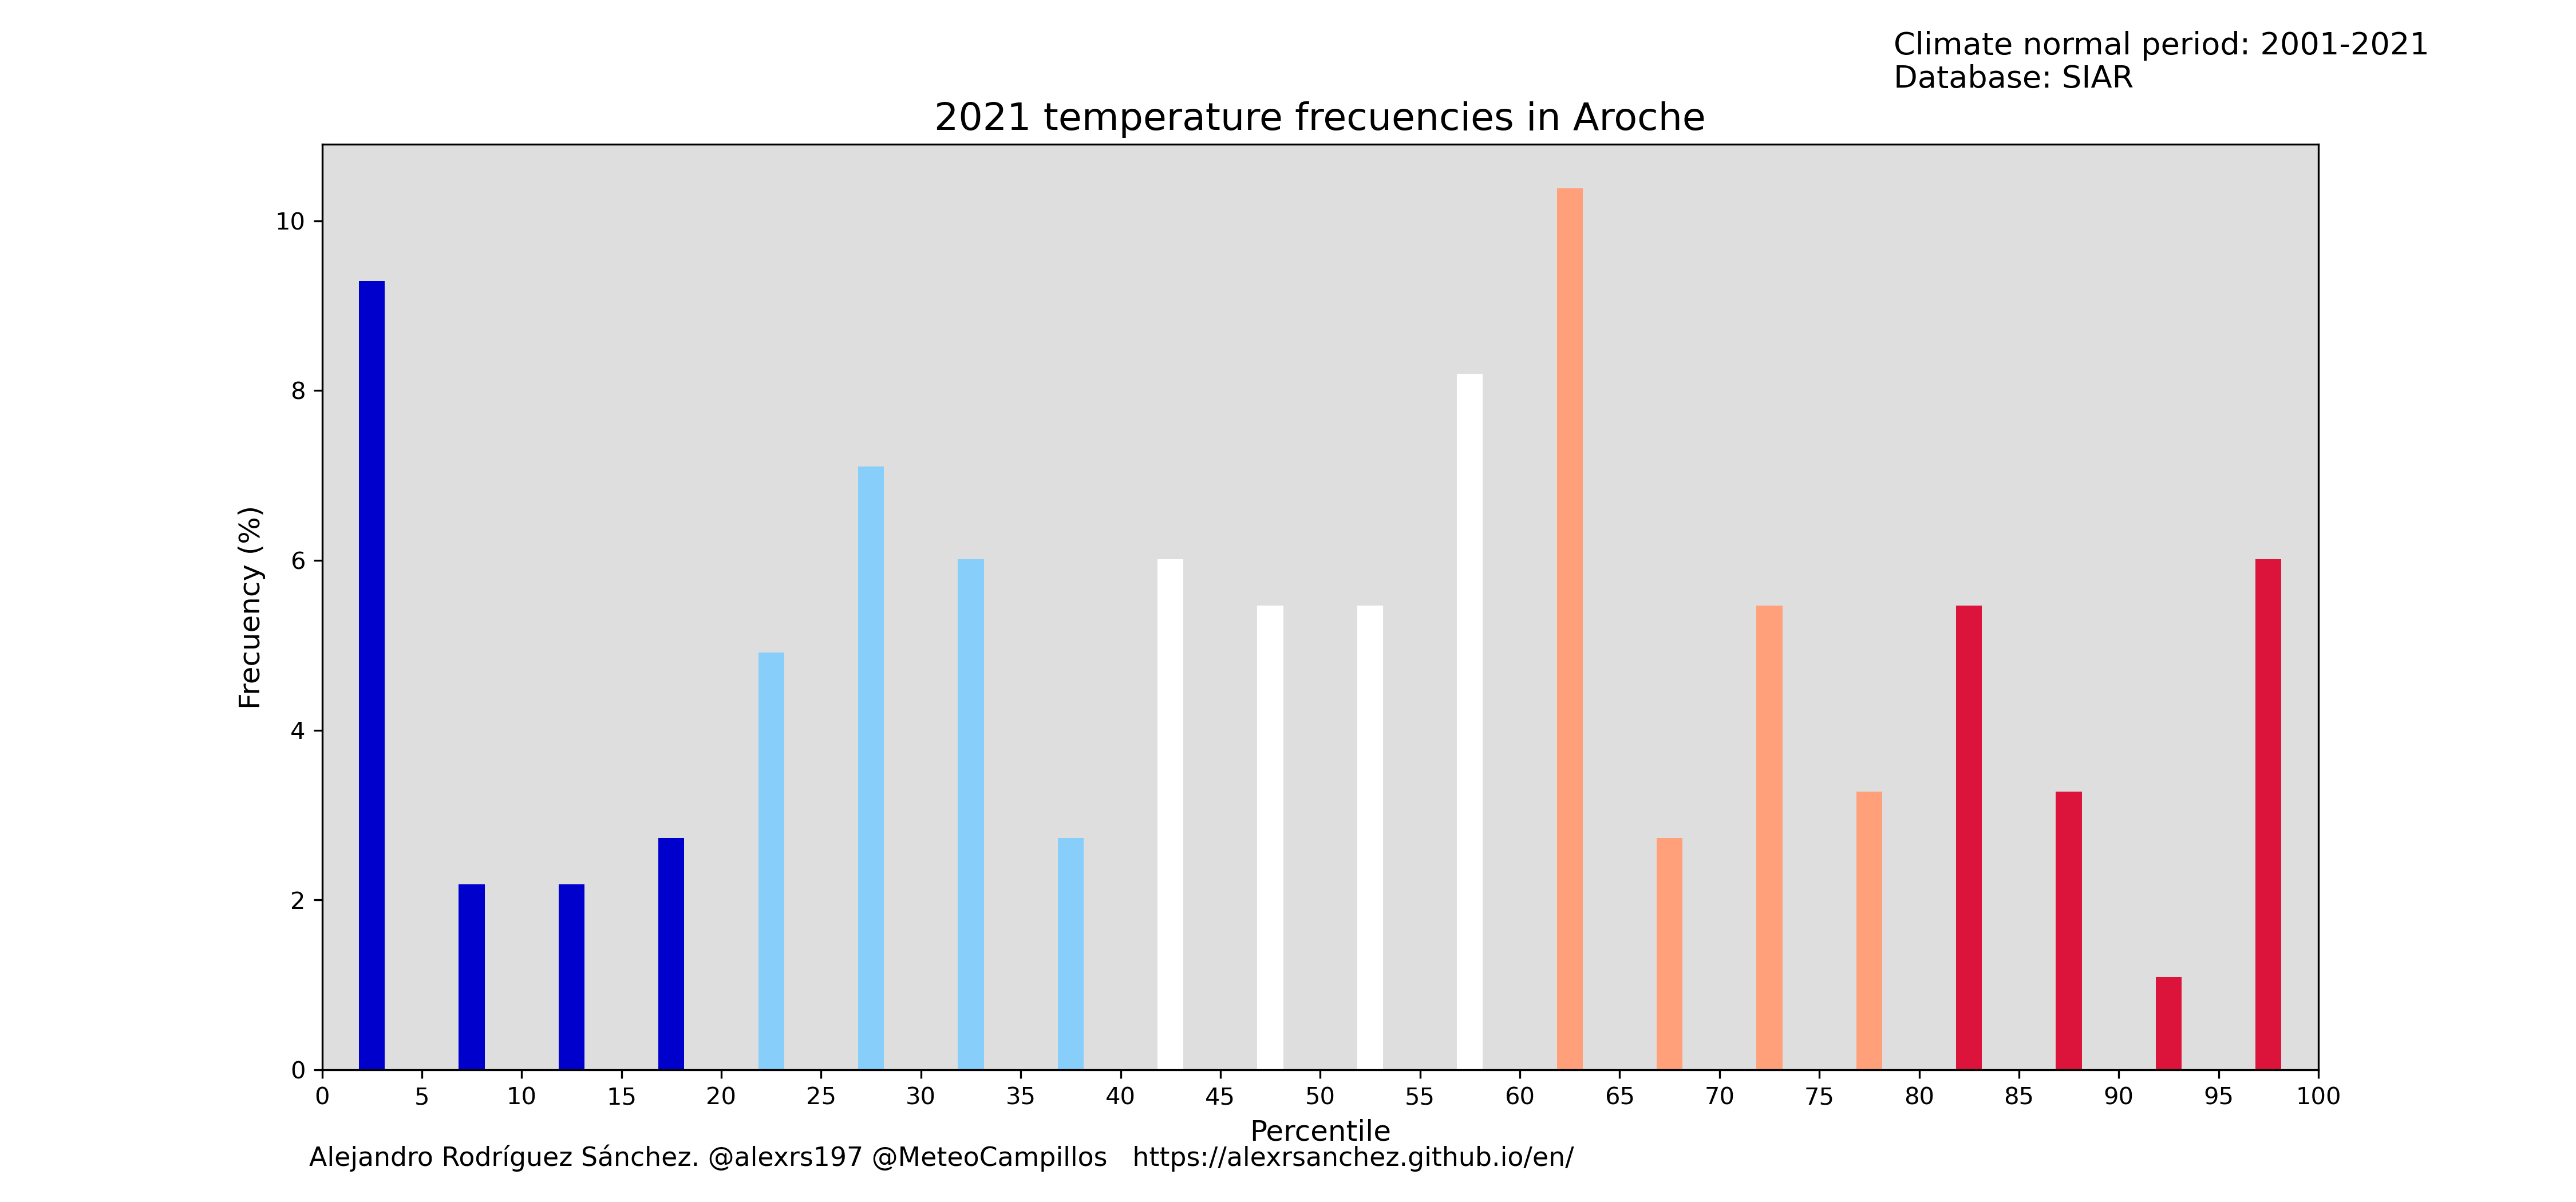 Climate normal period: 2001-2021
Database: SIAR
2021 temperature frecuencies in Aroche
Frecuency (%)
10
8
6
4
2
0
0 5 10 15 20 25 30 35 40 45 50 55 60 65 70 75 80 85 90 95 100
Percentile
Alejandro Rodríguez Sánchez. @alexrs197 @MeteoCampillos https://alexrsanchez.github.io/en/